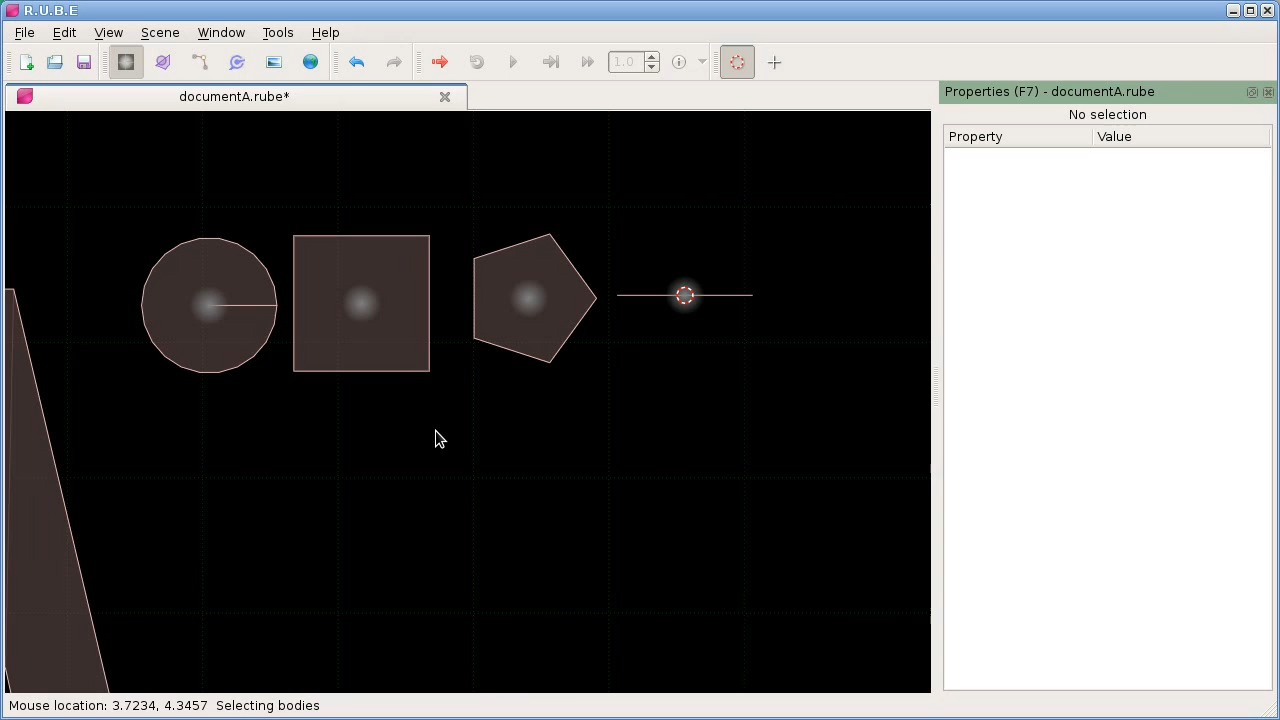 R.U.B.E
File Edit View Scene Window Tools Help
1.0
documentA.rube*
Properties (F7) - documentA.rube
No selection
Property Value
Mouse location: 3.7234, 4.3457 Selecting bodies